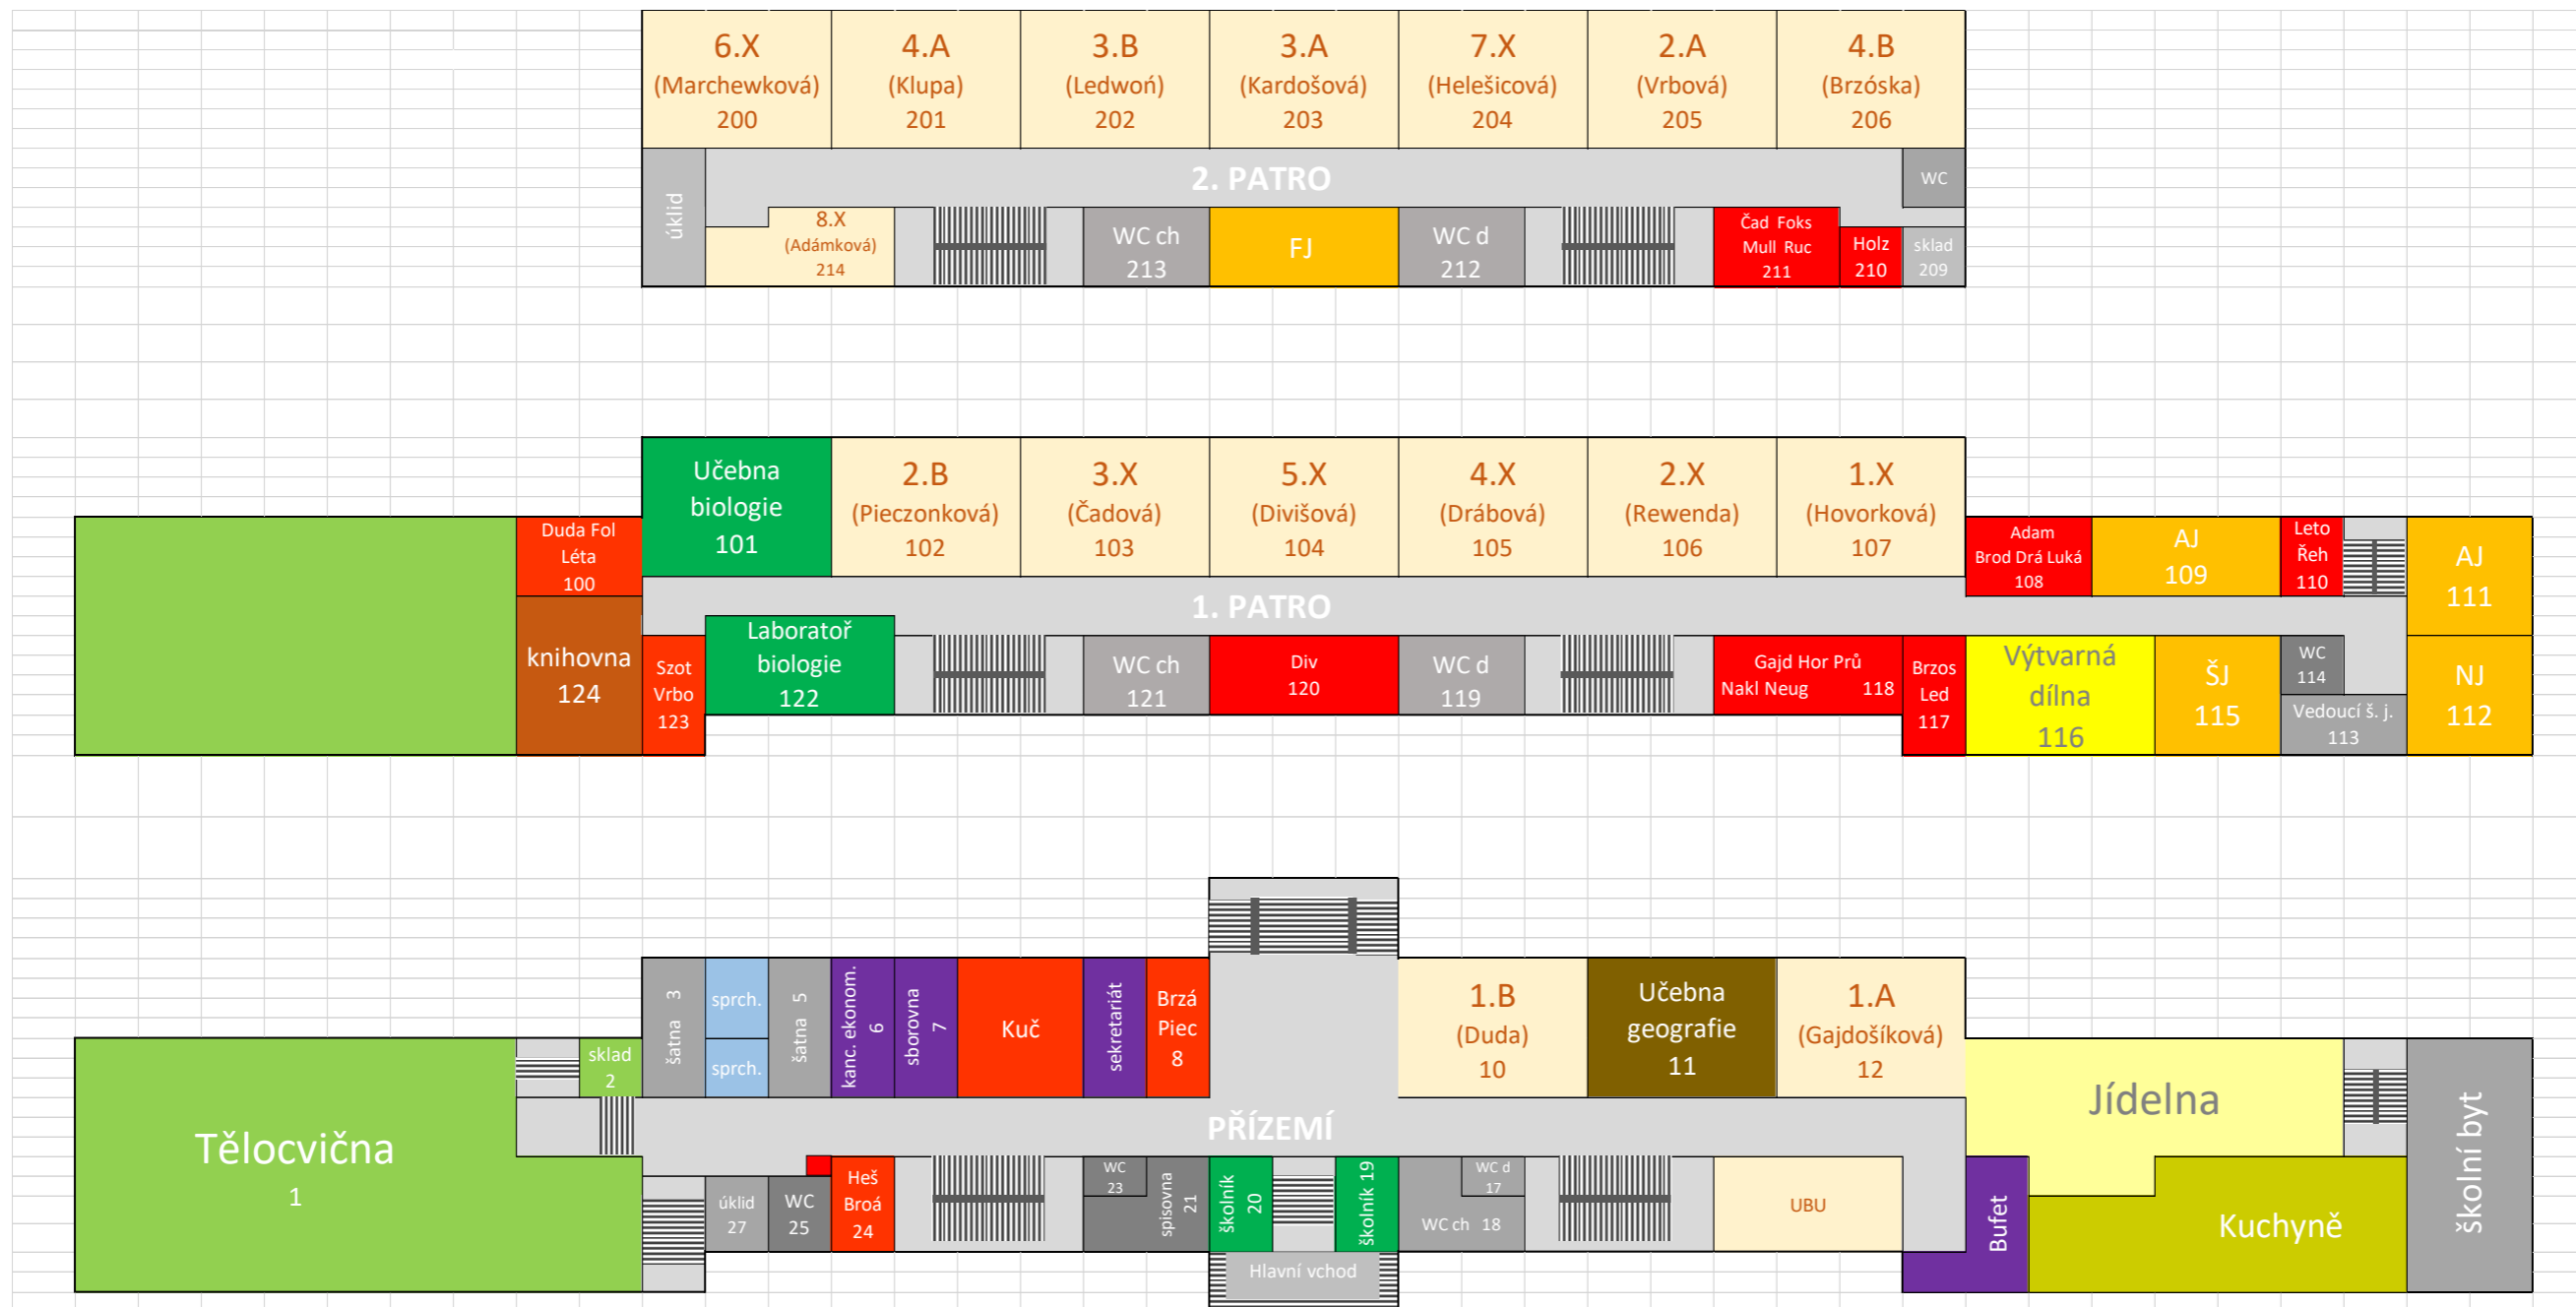 6.X
(Marchewková)
200
4.A
(Klupa)
201
3.B
(Ledwoń)
202
3.A
(Kardošová)
203
7.X
(Helešicová)
204
2.A
(Vrbová)
205
4.B
(Brzóska)
206
úklid
2. PATRO
WC
8.X
(Adámková)
214
WC ch
213
FJ
WC d
212
Čad Foks
Mull Ruc
211
Holz
210
sklad
209
Učebna
biologie
101
2.B
(Pieczonková)
102
3.X
(Čadová)
103
5.X
(Divišová)
104
4.X
(Drábová)
105
2.X
(Rewenda)
106
1.X
(Hovorková)
107
Duda Fol
Léta
100
Adam
Brod Drá Luká
108
AJ
109
Leto
Řeh
110
AJ
111
1. PATRO
knihovna
124
Szot
Vrbo
123
Laboratoř
biologie
122
WC ch
121
Div
120
WC d
119
Gajd Hor Prů
Nakl Neug 118
Brzos
Led
117
Výtvarná
dílna
116
ŠJ
115
WC
114
Vedoucí š. j.
113
NJ
112
šatna 3
sprch.
sprch.
šatna 5
kanc. ekonom.
6
sborovna
7
Kuč
sekretariát
Brzá
Piec
8
1.B
(Duda)
10
Učebna
geografie
11
1.A
(Gajdošíková)
12
sklad
2
Jídelna
školní byt
PŘÍZEMÍ
Tělocvična
1
úklid
27
WC
25
Heš
Broá
24
WC
23
spisovna
21
školník
20
školník 19
WC d
17
WC ch 18
UBU
Bufet
Kuchyně
Hlavní vchod